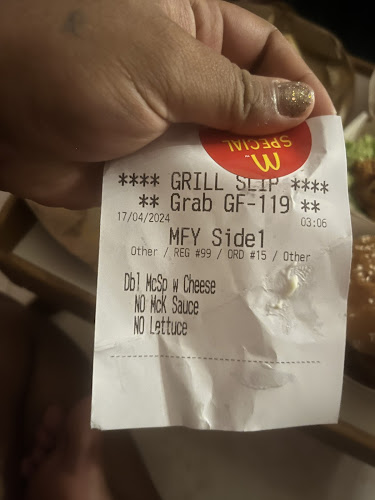 M
SPECIAL
**** GRILL SLIP ****
** Grab GF-119 **
17/04/2024 03:06
MFY Side1
Other / REG #99 / ORD #15 / Other
Dbl McSp w Cheese
NO McK Sauce
NO Lettuce